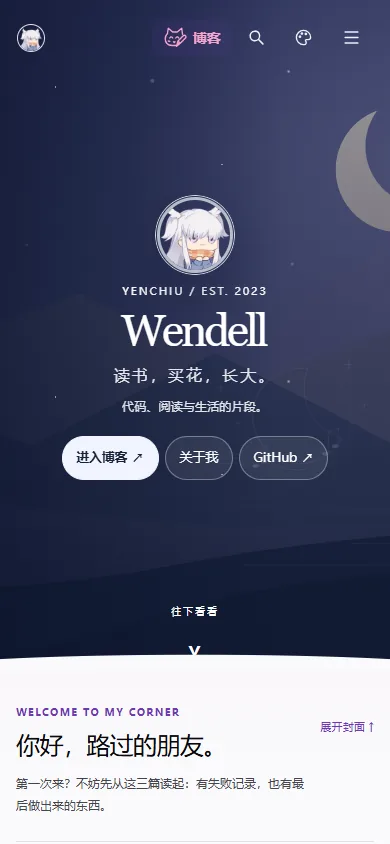 博客
YENCHIU / EST. 2023
Wendell
读书，买花，长大。
代码、阅读与生活的片段。
进入博客 ↗
关于我
GitHub ↗
往下看看
WELCOME TO MY CORNER
展开封面 ↑
你好，路过的朋友。
第一次来？不妨先从这三篇读起：有失败记录，也有最
后做出来的东西。